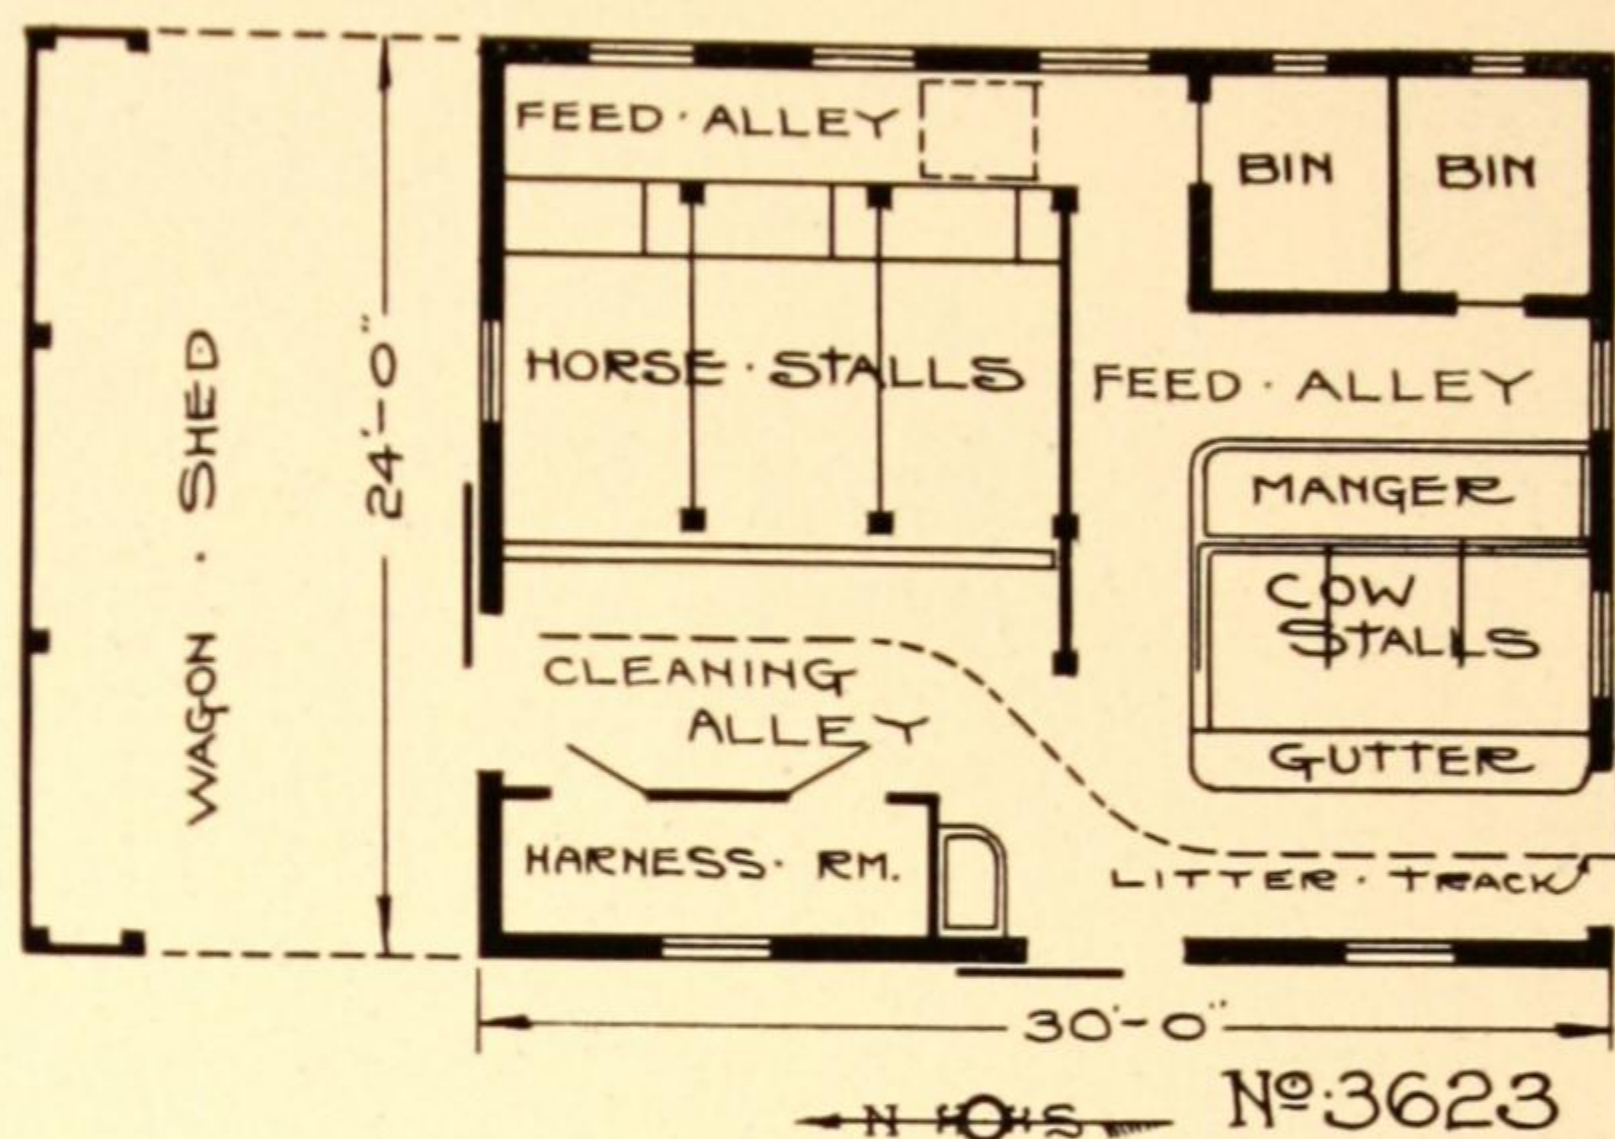 FEED · ALLEY
BIN
BIN
HORSE · STALLS
FEED · ALLEY
WAGON · SHED
24'-0"
MANGER
COW
STALLS
CLEANING
ALLEY
GUTTER
HARNESS · RM.
LITTER · TRACK
30'-0"
N S
No. 3623